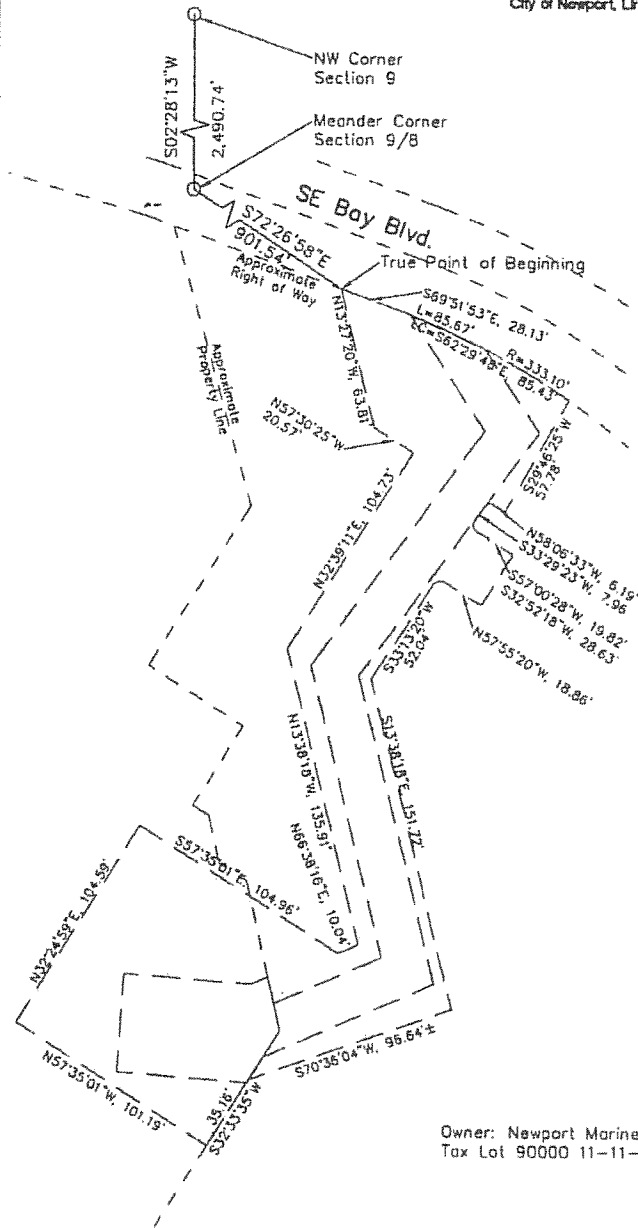 City of Newport, Li
NW Corner
Section 9
S02°28'13"W
2,490.74'
Meander Corner
Section 9/8
SE Bay Blvd.
S72°26'58"E
901.54'
Approximate
Right of Way
True Point of Beginning
S69°51'53"E, 28.13'
L=85.67'
R=333.10'
LC=S62°29'48"E, 85.43'
N13°27'20"W, 63.81'
Approximate
Property Line
N57°30'25"W
20.57'
S29°46'25"W
57.78'
N32°39'11"E, 104.73'
N58°06'33"W, 6.19'
S33°29'23"W, 7.96
S57°00'28"W, 19.82'
S32°52'18"W, 28.63'
N57°55'20"W, 18.86'
S33°13'20"W
52.04'
N13°38'18"W, 135.91'
S13°38'18"E, 151.72'
N66°38'16"E, 10.04'
S57°35'01"E, 104.96'
N32°24'59"E, 104.59'
N57°35'01"W, 101.19'
35.16'
S32°33'35"W
S70°36'04"W, 96.64'±
Owner: Newport Marine
Tax Lot 90000 11-11-